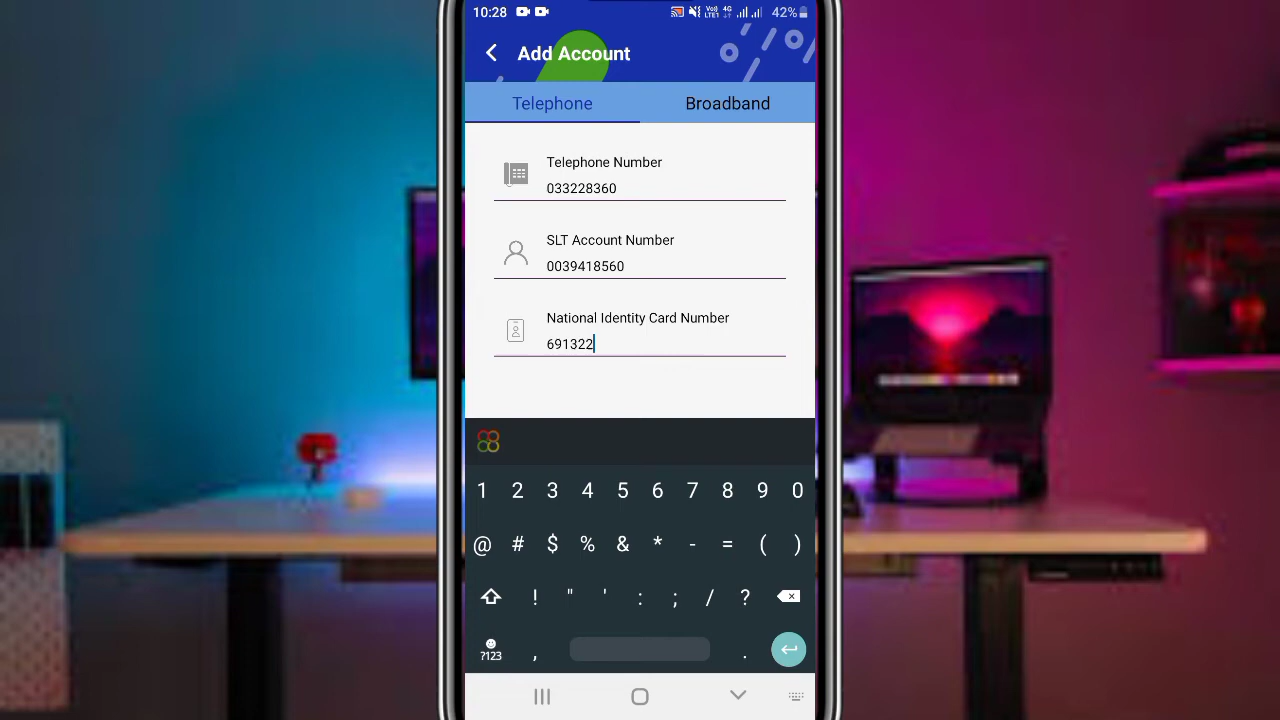 10:28 42%
Add Account
Telephone Broadband
Telephone Number
033228360
SLT Account Number
0039418560
National Identity Card Number
691322
1 2 3 4 5 6 7 8 9 0
@ # $ % & * - = ( )
! " ' : ; / ?
?123 , .